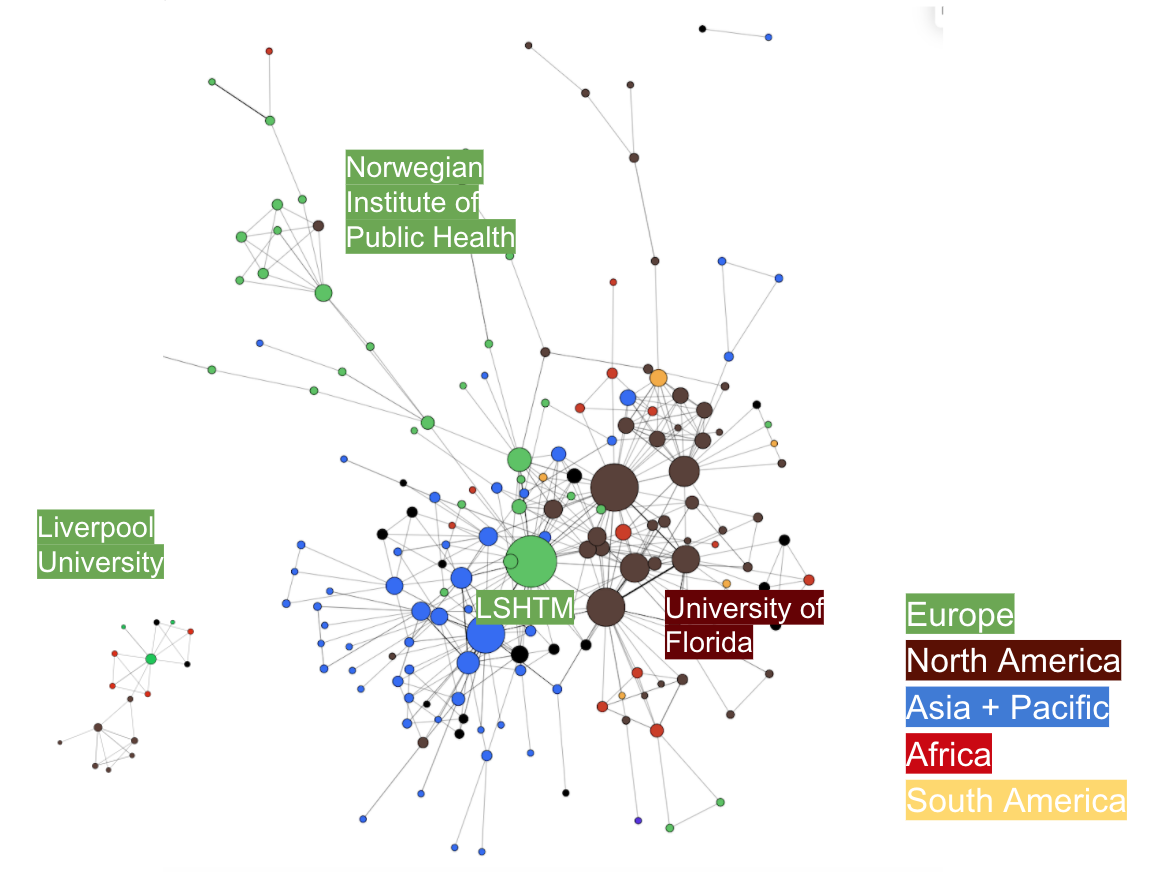 Norwegian
Institute of
Public Health
Liverpool
University
LSHTM
University of
Florida
Europe
North America
Asia + Pacific
Africa
South America